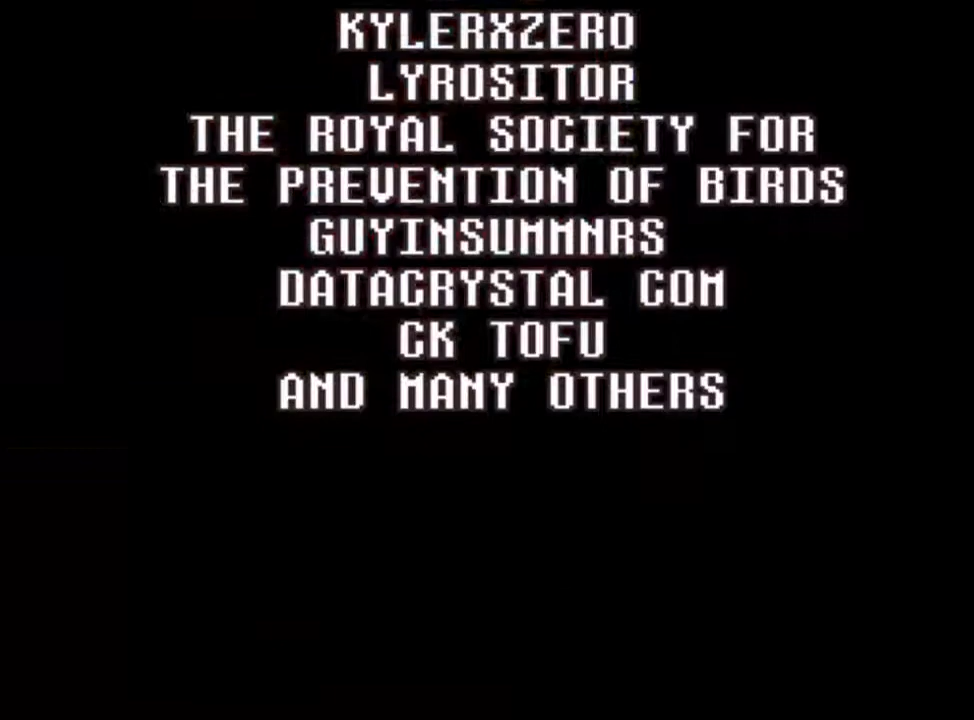 KYLERXZERO
LYROSITOR
THE ROYAL SOCIETY FOR
THE PREVENTION OF BIRDS
GUYINSUMMNRS
DATACRYSTAL COM
CK TOFU
AND MANY OTHERS